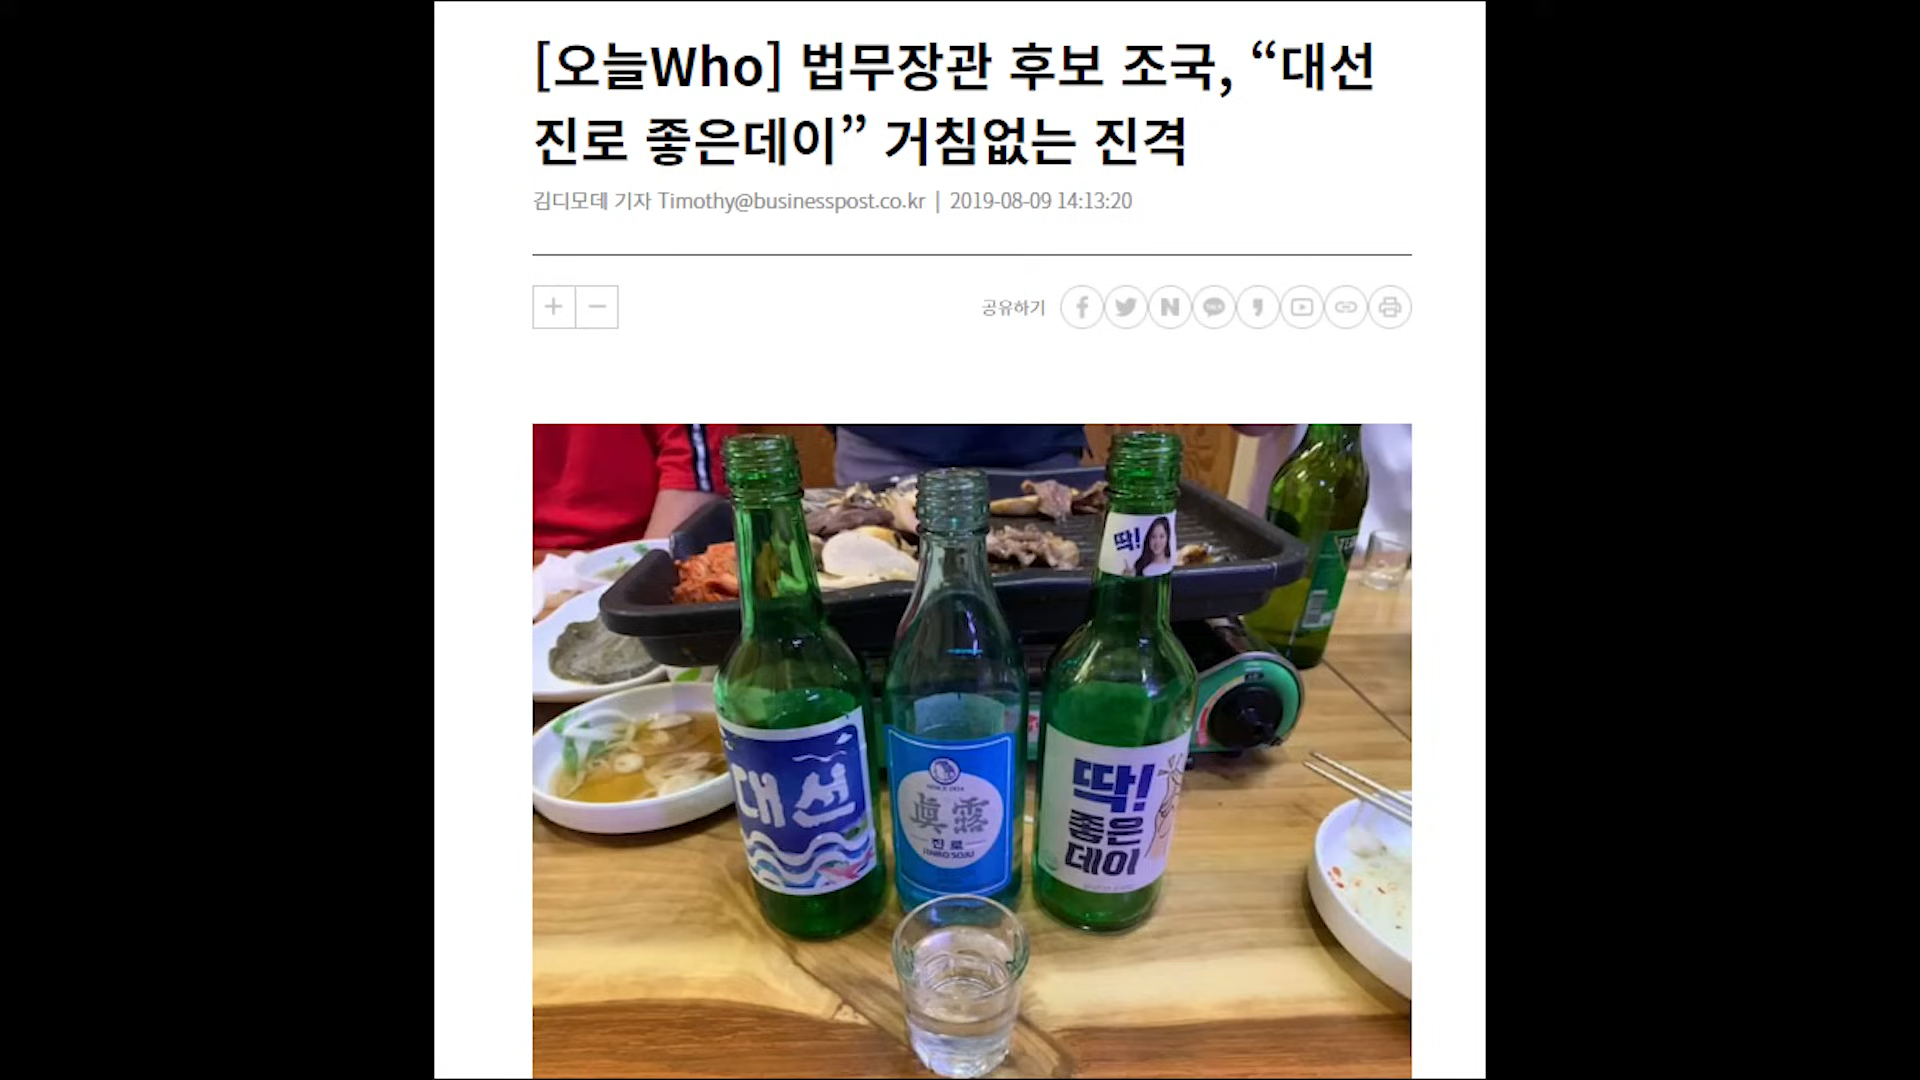 [오늘Who] 법무장관 후보 조국, “대선
진로 좋은데이” 거침없는 진격
김디모데 기자 Timothy@businesspost.co.kr | 2019-08-09 14:13:20
공유하기
딱!
대선
眞露
진로
JINRO SOJU
딱!
좋은
데이